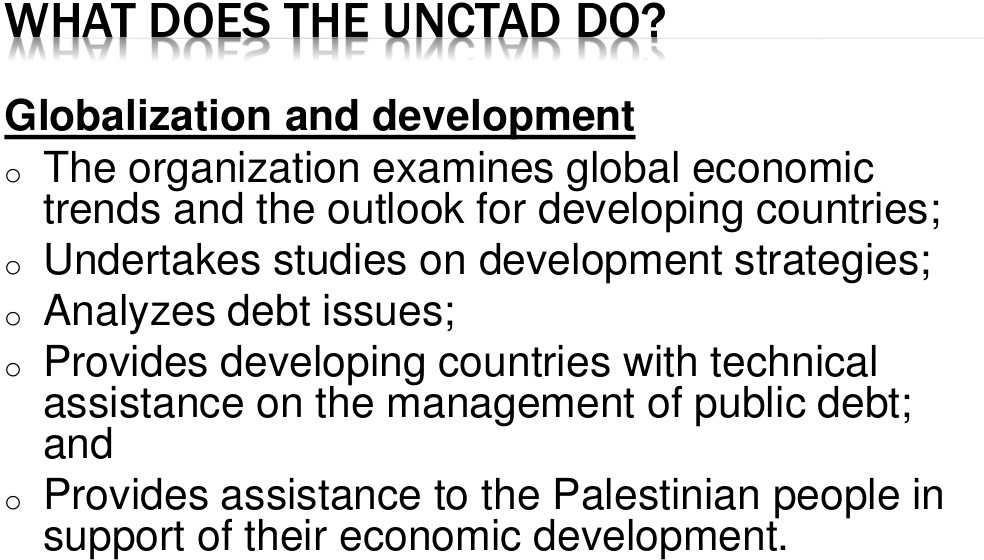 WHAT DOES THE UNCTAD DO?
Globalization and development
o The organization examines global economic
trends and the outlook for developing countries;
o Undertakes studies on development strategies;
o Analyzes debt issues;
o Provides developing countries with technical
assistance on the management of public debt;
and
o Provides assistance to the Palestinian people in
support of their economic development.